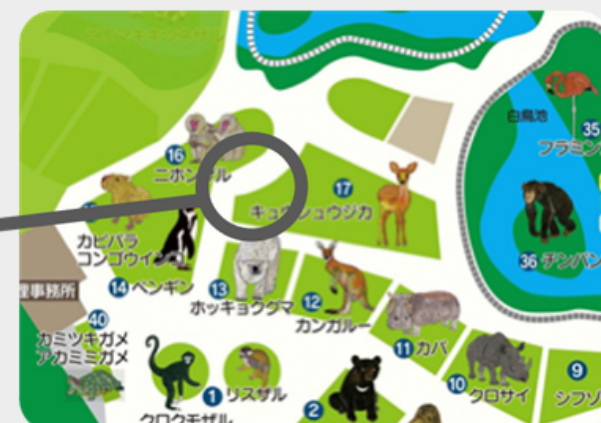 白鳥池
35
フラミン
16
ニホンザル
17
キュウシュウジカ
カピバラ
コンゴウインコ
36 チンパン
理事務所
14 ペンギン
13
ホッキョクグマ
12
カンガルー
40
カミツキガメ
アカミミガメ
11 カバ
10
クロサイ
9
シフゾ
1 リスザル
2
クロクモザル